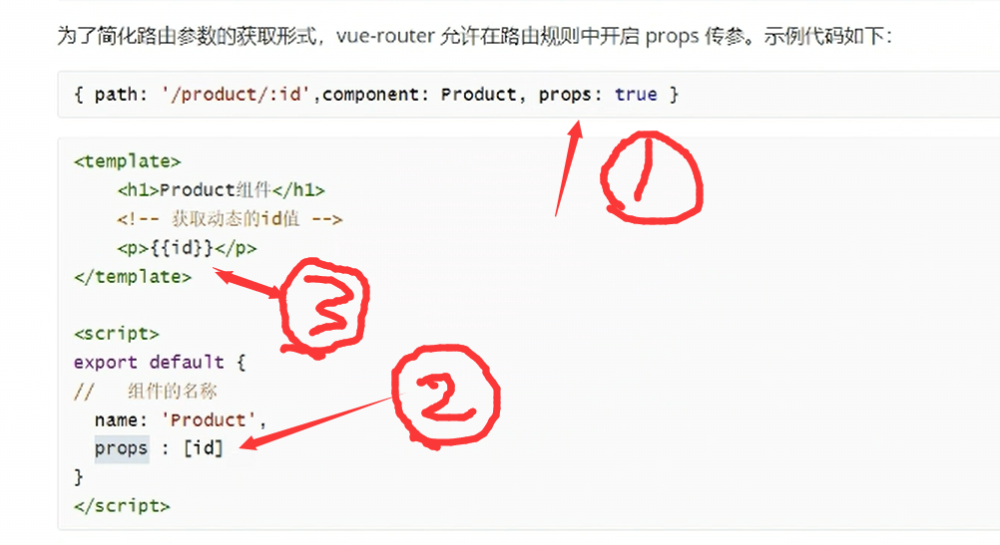 为了简化路由参数的获取形式，vue-router 允许在路由规则中开启 props 传参。示例代码如下：
{ path: '/product/:id',component: Product, props: true }
1
<template>
<h1>Product组件</h1>
<!-- 获取动态的id值 -->
<p>{{id}}</p>
</template>
3
<script>
export default {
// 组件的名称
2
name: 'Product',
props : [id]
}
</script>